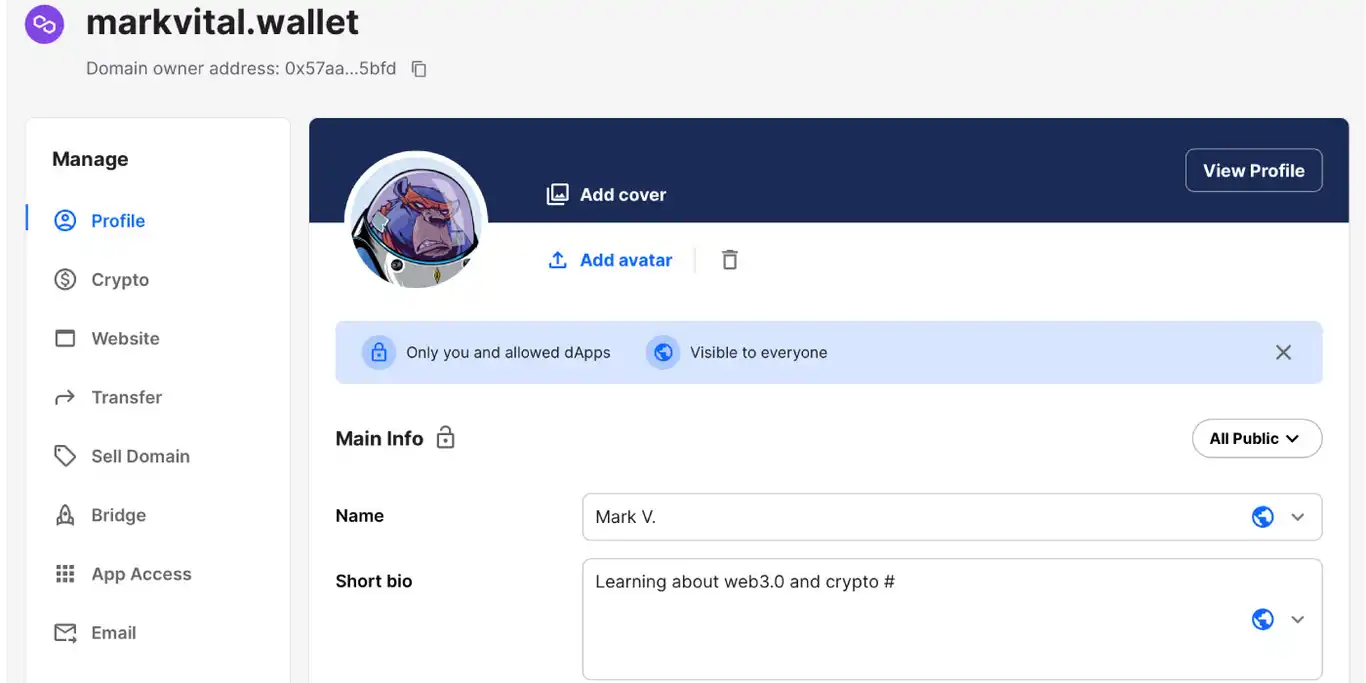 markvital.wallet
Domain owner address: 0x57aa...5bfd
Manage
Profile
Crypto
Website
Transfer
Sell Domain
Bridge
App Access
Email
View Profile
Add cover
Add avatar
Only you and allowed dApps
Visible to everyone
Main Info
All Public
Name
Mark V.
Short bio
Learning about web3.0 and crypto #